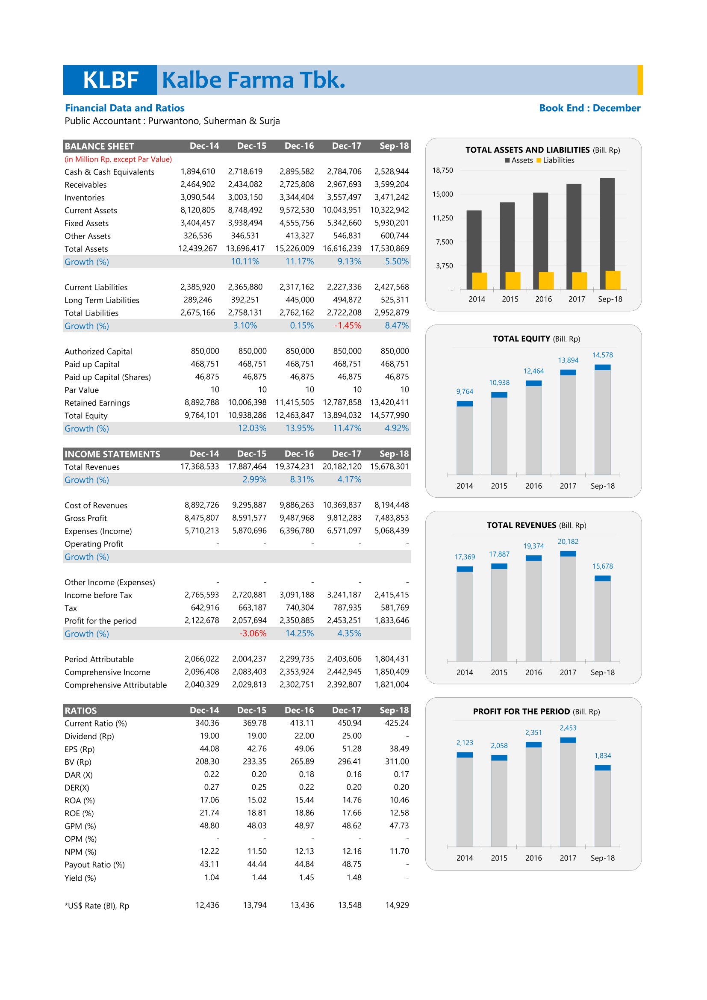 KLBF Kalbe Farma Tbk.
Financial Data and Ratios Book End : December
Public Accountant : Purwantono, Suherman & Surja
BALANCE SHEET Dec-14 Dec-15 Dec-16 Dec-17 Sep-18
(in Million Rp, except Par Value)
Cash & Cash Equivalents 1,894,610 2,718,619 2,895,582 2,784,706 2,528,944
Receivables 2,464,902 2,434,082 2,725,808 2,967,693 3,599,204
Inventories 3,090,544 3,003,150 3,344,404 3,557,497 3,471,242
Current Assets 8,120,805 8,748,492 9,572,530 10,043,951 10,322,942
Fixed Assets 3,404,457 3,938,494 4,555,756 5,342,660 5,930,201
Other Assets 326,536 346,531 413,327 546,831 600,744
Total Assets 12,439,267 13,696,417 15,226,009 16,616,239 17,530,869
Growth (%) 10.11% 11.17% 9.13% 5.50%
Current Liabilities 2,385,920 2,365,880 2,317,162 2,227,336 2,427,568
Long Term Liabilities 289,246 392,251 445,000 494,872 525,311
Total Liabilities 2,675,166 2,758,131 2,762,162 2,722,208 2,952,879
Growth (%) 3.10% 0.15% -1.45% 8.47%
Authorized Capital 850,000 850,000 850,000 850,000 850,000
Paid up Capital 468,751 468,751 468,751 468,751 468,751
Paid up Capital (Shares) 46,875 46,875 46,875 46,875 46,875
Par Value 10 10 10 10 10
Retained Earnings 8,892,788 10,006,398 11,415,505 12,787,858 13,420,411
Total Equity 9,764,101 10,938,286 12,463,847 13,894,032 14,577,990
Growth (%) 12.03% 13.95% 11.47% 4.92%
INCOME STATEMENTS Dec-14 Dec-15 Dec-16 Dec-17 Sep-18
Total Revenues 17,368,533 17,887,464 19,374,231 20,182,120 15,678,301
Growth (%) 2.99% 8.31% 4.17%
Cost of Revenues 8,892,726 9,295,887 9,886,263 10,369,837 8,194,448
Gross Profit 8,475,807 8,591,577 9,487,968 9,812,283 7,483,853
Expenses (Income) 5,710,213 5,870,696 6,396,780 6,571,097 5,068,439
Operating Profit - - - - -
Growth (%)
Other Income (Expenses) - - - - -
Income before Tax 2,765,593 2,720,881 3,091,188 3,241,187 2,415,415
Tax 642,916 663,187 740,304 787,935 581,769
Profit for the period 2,122,678 2,057,694 2,350,885 2,453,251 1,833,646
Growth (%) -3.06% 14.25% 4.35%
Period Attributable 2,066,022 2,004,237 2,299,735 2,403,606 1,804,431
Comprehensive Income 2,096,408 2,083,403 2,353,924 2,442,945 1,850,409
Comprehensive Attributable 2,040,329 2,029,813 2,302,751 2,392,807 1,821,004
RATIOS Dec-14 Dec-15 Dec-16 Dec-17 Sep-18
Current Ratio (%) 340.36 369.78 413.11 450.94 425.24
Dividend (Rp) 19.00 19.00 22.00 25.00 -
EPS (Rp) 44.08 42.76 49.06 51.28 38.49
BV (Rp) 208.30 233.35 265.89 296.41 311.00
DAR (X) 0.22 0.20 0.18 0.16 0.17
DER(X) 0.27 0.25 0.22 0.20 0.20
ROA (%) 17.06 15.02 15.44 14.76 10.46
ROE (%) 21.74 18.81 18.86 17.66 12.58
GPM (%) 48.80 48.03 48.97 48.62 47.73
OPM (%) - - - - -
NPM (%) 12.22 11.50 12.13 12.16 11.70
Payout Ratio (%) 43.11 44.44 44.84 48.75 -
Yield (%) 1.04 1.44 1.45 1.48 -
*US$ Rate (BI), Rp 12,436 13,794 13,436 13,548 14,929
TOTAL ASSETS AND LIABILITIES (Bill. Rp)
Assets Liabilities
18,750
15,000
11,250
7,500
3,750
-
2014 2015 2016 2017 Sep-18
TOTAL EQUITY (Bill. Rp)
9,764 10,938 12,464 13,894 14,578
2014 2015 2016 2017 Sep-18
TOTAL REVENUES (Bill. Rp)
17,369 17,887 19,374 20,182 15,678
2014 2015 2016 2017 Sep-18
PROFIT FOR THE PERIOD (Bill. Rp)
2,123 2,058 2,351 2,453 1,834
2014 2015 2016 2017 Sep-18